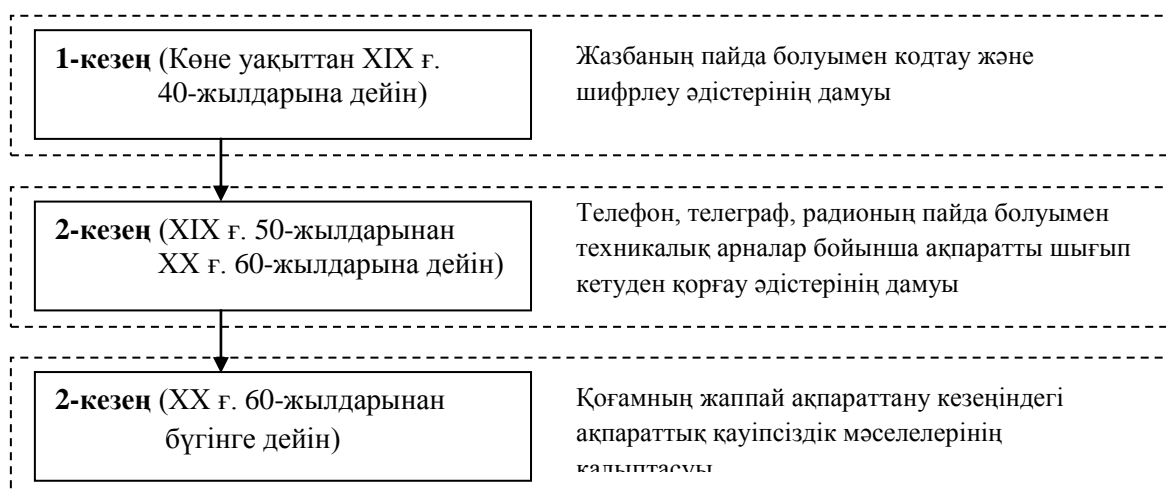 1-кезең (Көне уақыттан XIX ғ.
40-жылдарына дейін)
Жазбаның пайда болуымен кодтау және
шифрлеу әдістерінің дамуы
2-кезең (XIX ғ. 50-жылдарынан
XX ғ. 60-жылдарына дейін)
Телефон, телеграф, радионың пайда болуымен
техникалық арналар бойынша ақпаратты шығып
кетуден қорғау әдістерінің дамуы
2-кезең (XX ғ. 60-жылдарынан
бүгінге дейін)
Қоғамның жаппай ақпараттану кезеңіндегі
ақпараттық қауіпсіздік мәселелерінің
қалыптасуы